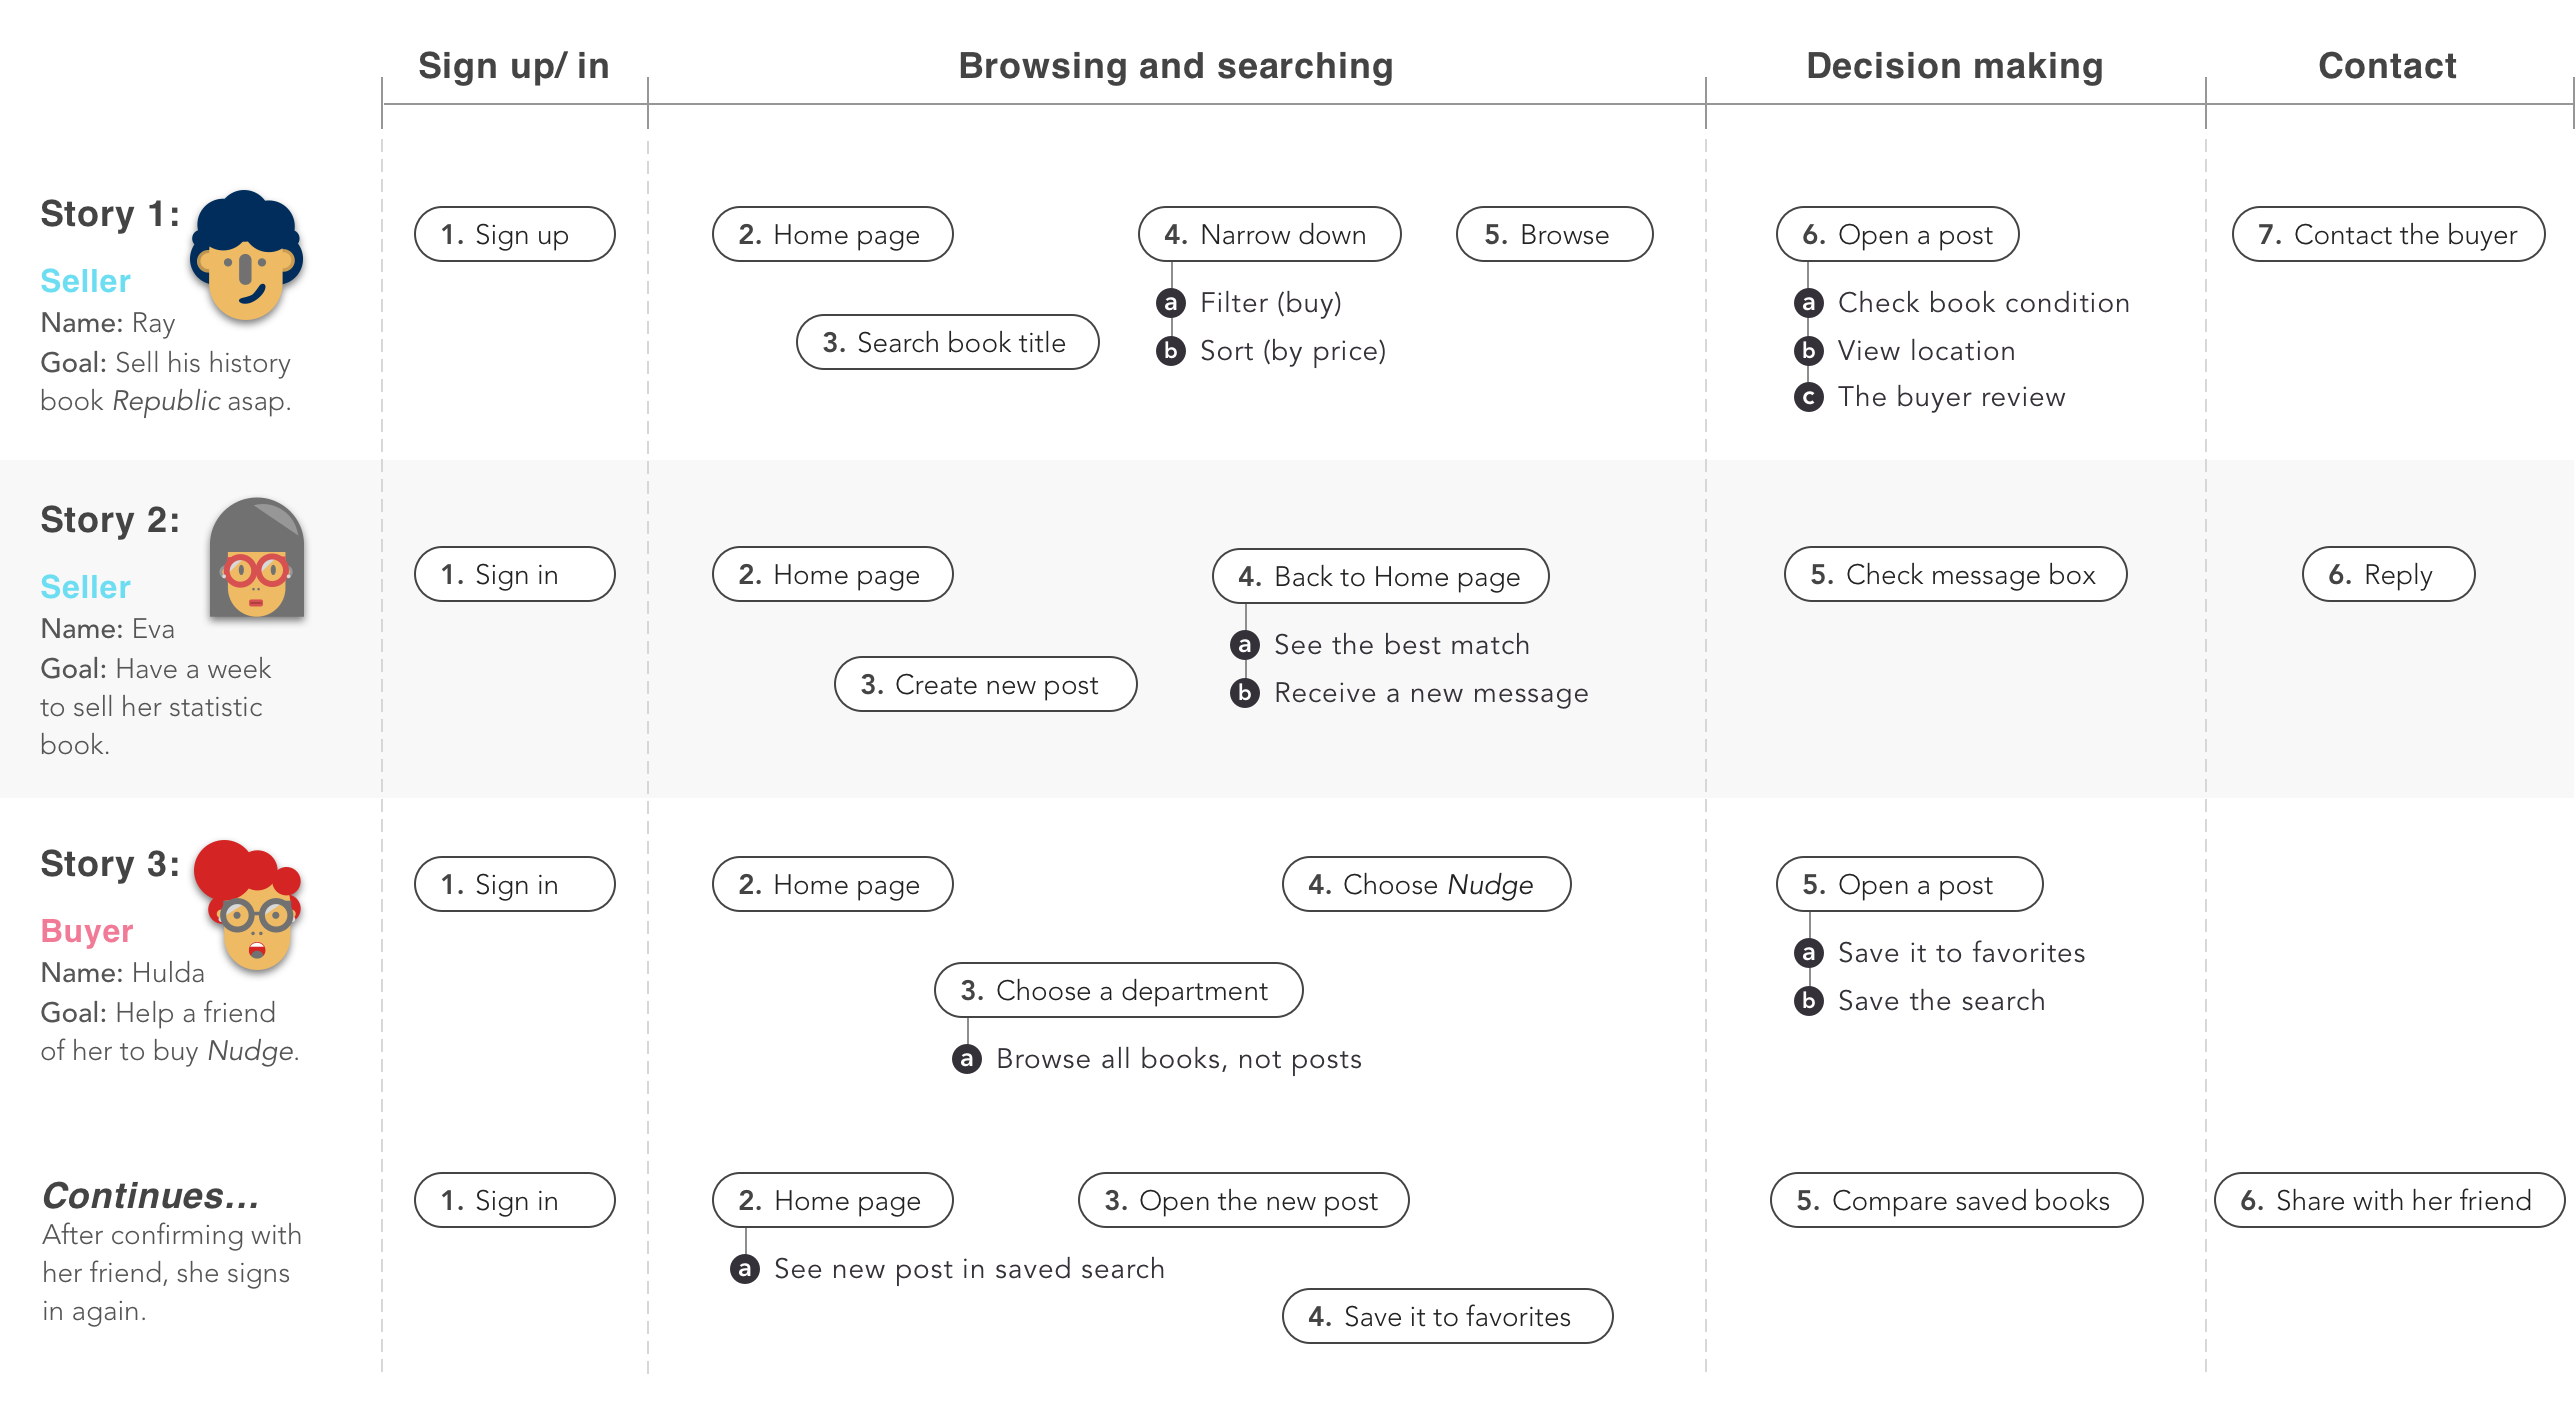 Sign up/ in
Browsing and searching
Decision making
Contact
Story 1:
Seller
Name: Ray
Goal: Sell his history
book Republic asap.
1. Sign up
2. Home page
3. Search book title
4. Narrow down
a Filter (buy)
b Sort (by price)
5. Browse
6. Open a post
a Check book condition
b View location
c The buyer review
7. Contact the buyer
Story 2:
Seller
Name: Eva
Goal: Have a week
to sell her statistic
book.
1. Sign in
2. Home page
3. Create new post
4. Back to Home page
a See the best match
b Receive a new message
5. Check message box
6. Reply
Story 3:
Buyer
Name: Hulda
Goal: Help a friend
of her to buy Nudge.
1. Sign in
2. Home page
3. Choose a department
a Browse all books, not posts
4. Choose Nudge
5. Open a post
a Save it to favorites
b Save the search
Continues...
After confirming with
her friend, she signs
in again.
1. Sign in
2. Home page
a See new post in saved search
3. Open the new post
4. Save it to favorites
5. Compare saved books
6. Share with her friend